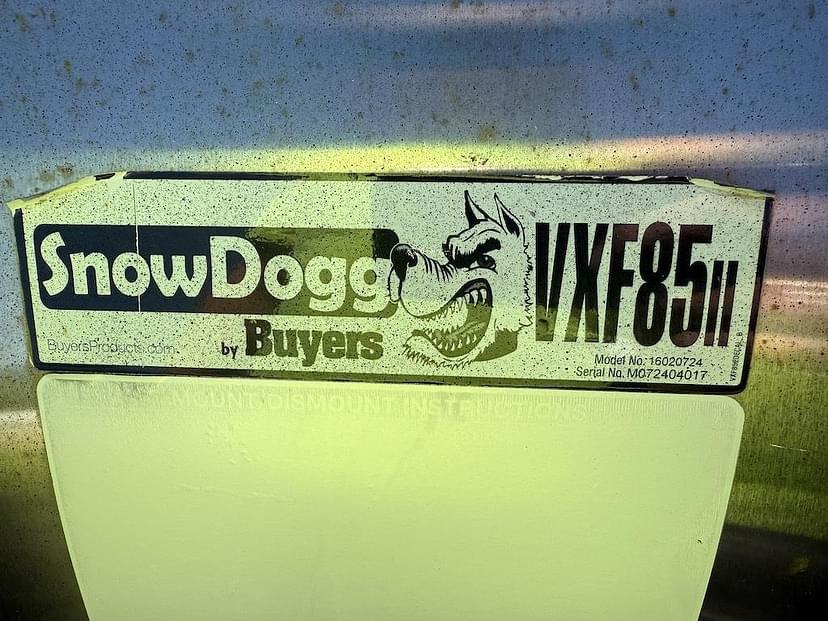 SnowDogg
VXF85II
by Buyers
BuyersProducts.com
Model No. 16020724
Serial No. M072404017
MOUNT/DISMOUNT INSTRUCTIONS